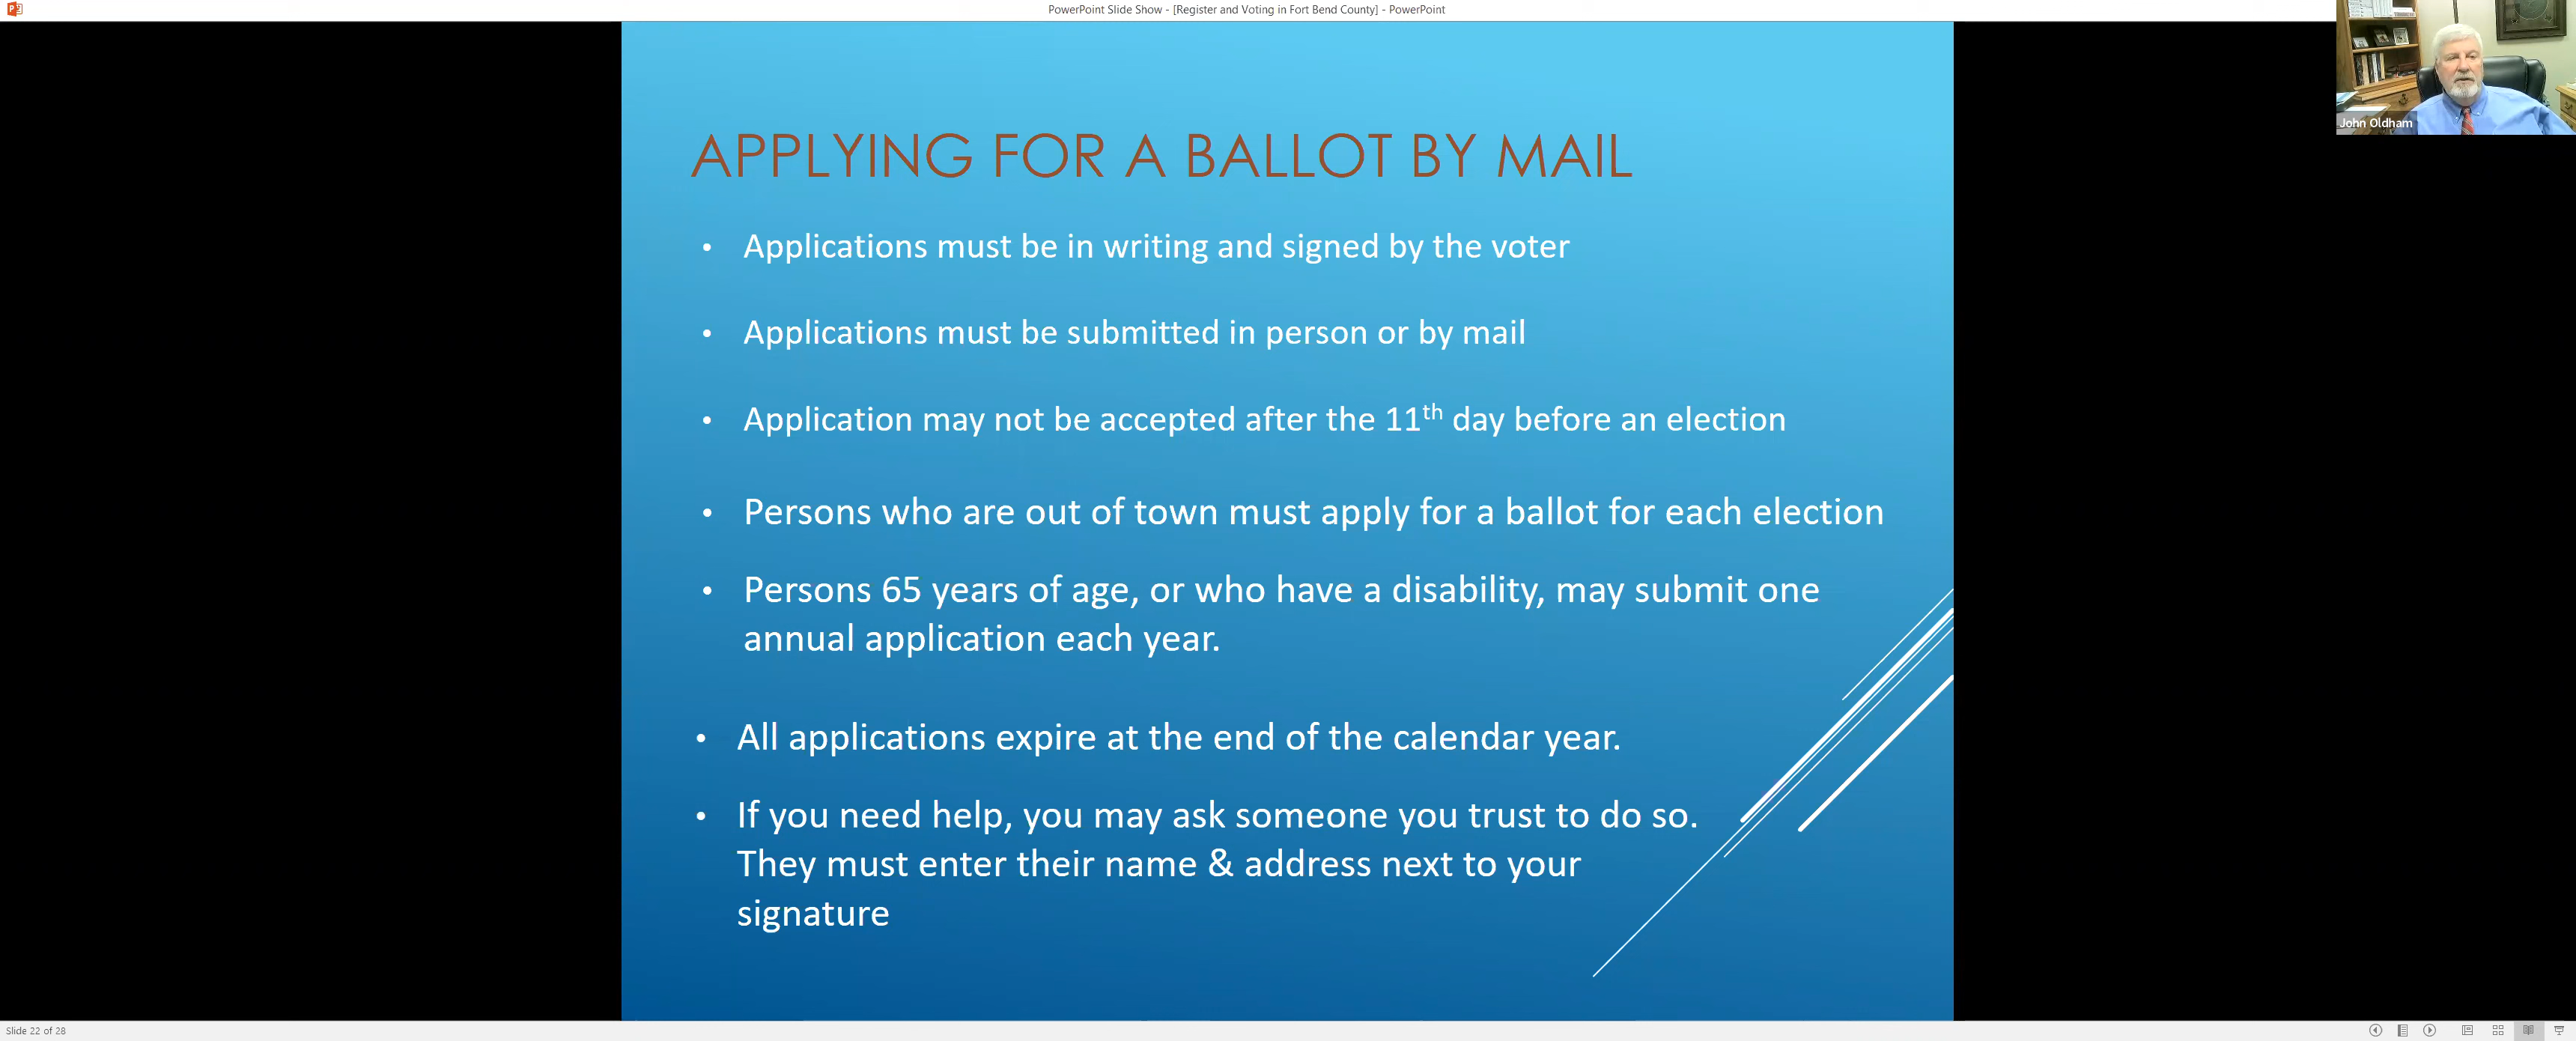 PowerPoint Slide Show - [Register and Voting in Fort Bend County] - PowerPoint
John Oldham
APPLYING FOR A BALLOT BY MAIL
• Applications must be in writing and signed by the voter
• Applications must be submitted in person or by mail
• Application may not be accepted after the 11th day before an election
• Persons who are out of town must apply for a ballot for each election
• Persons 65 years of age, or who have a disability, may submit one
annual application each year.
• All applications expire at the end of the calendar year.
• If you need help, you may ask someone you trust to do so.
They must enter their name & address next to your
signature
Slide 22 of 28